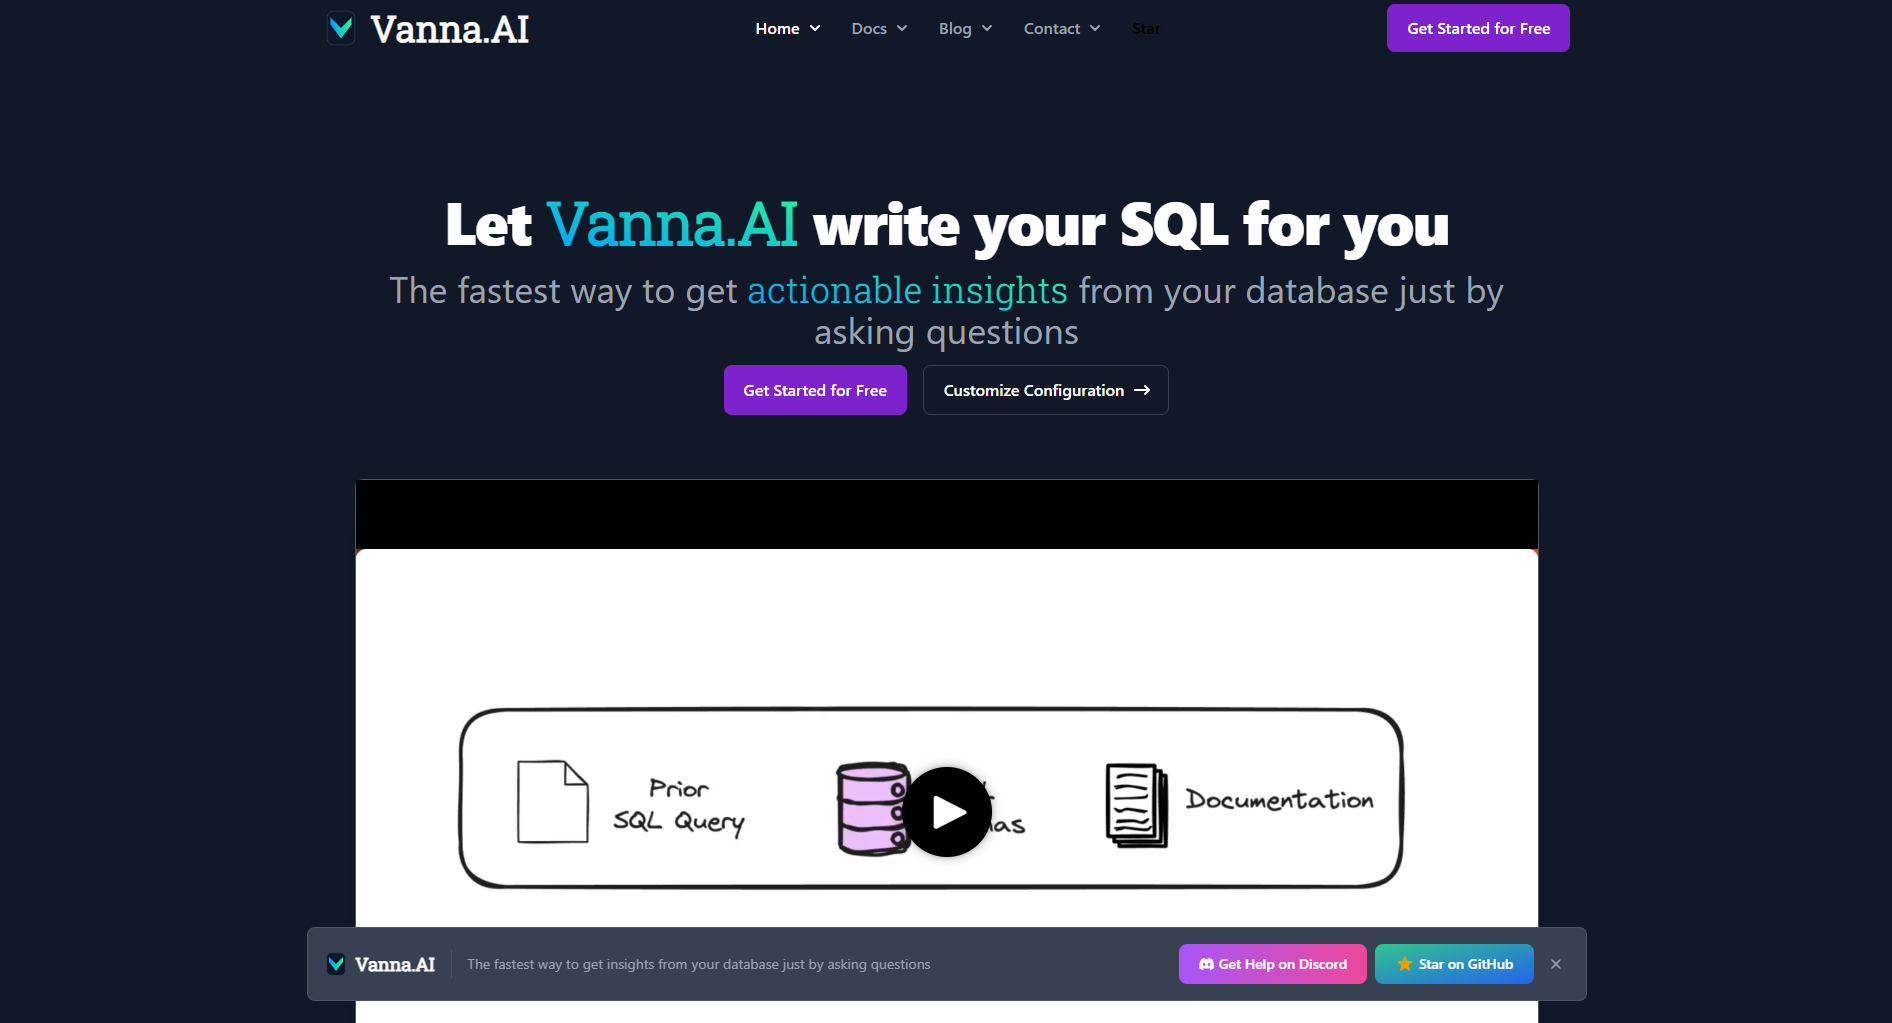 Vanna.AI
Home
Docs
Blog
Contact
Star
Get Started for Free
Let Vanna.AI write your SQL for you
The fastest way to get actionable insights from your database just by
asking questions
Get Started for Free
Customize Configuration →
Prior
SQL Query
Documentation
Vanna.AI
The fastest way to get insights from your database just by asking questions
Get Help on Discord
Star on GitHub